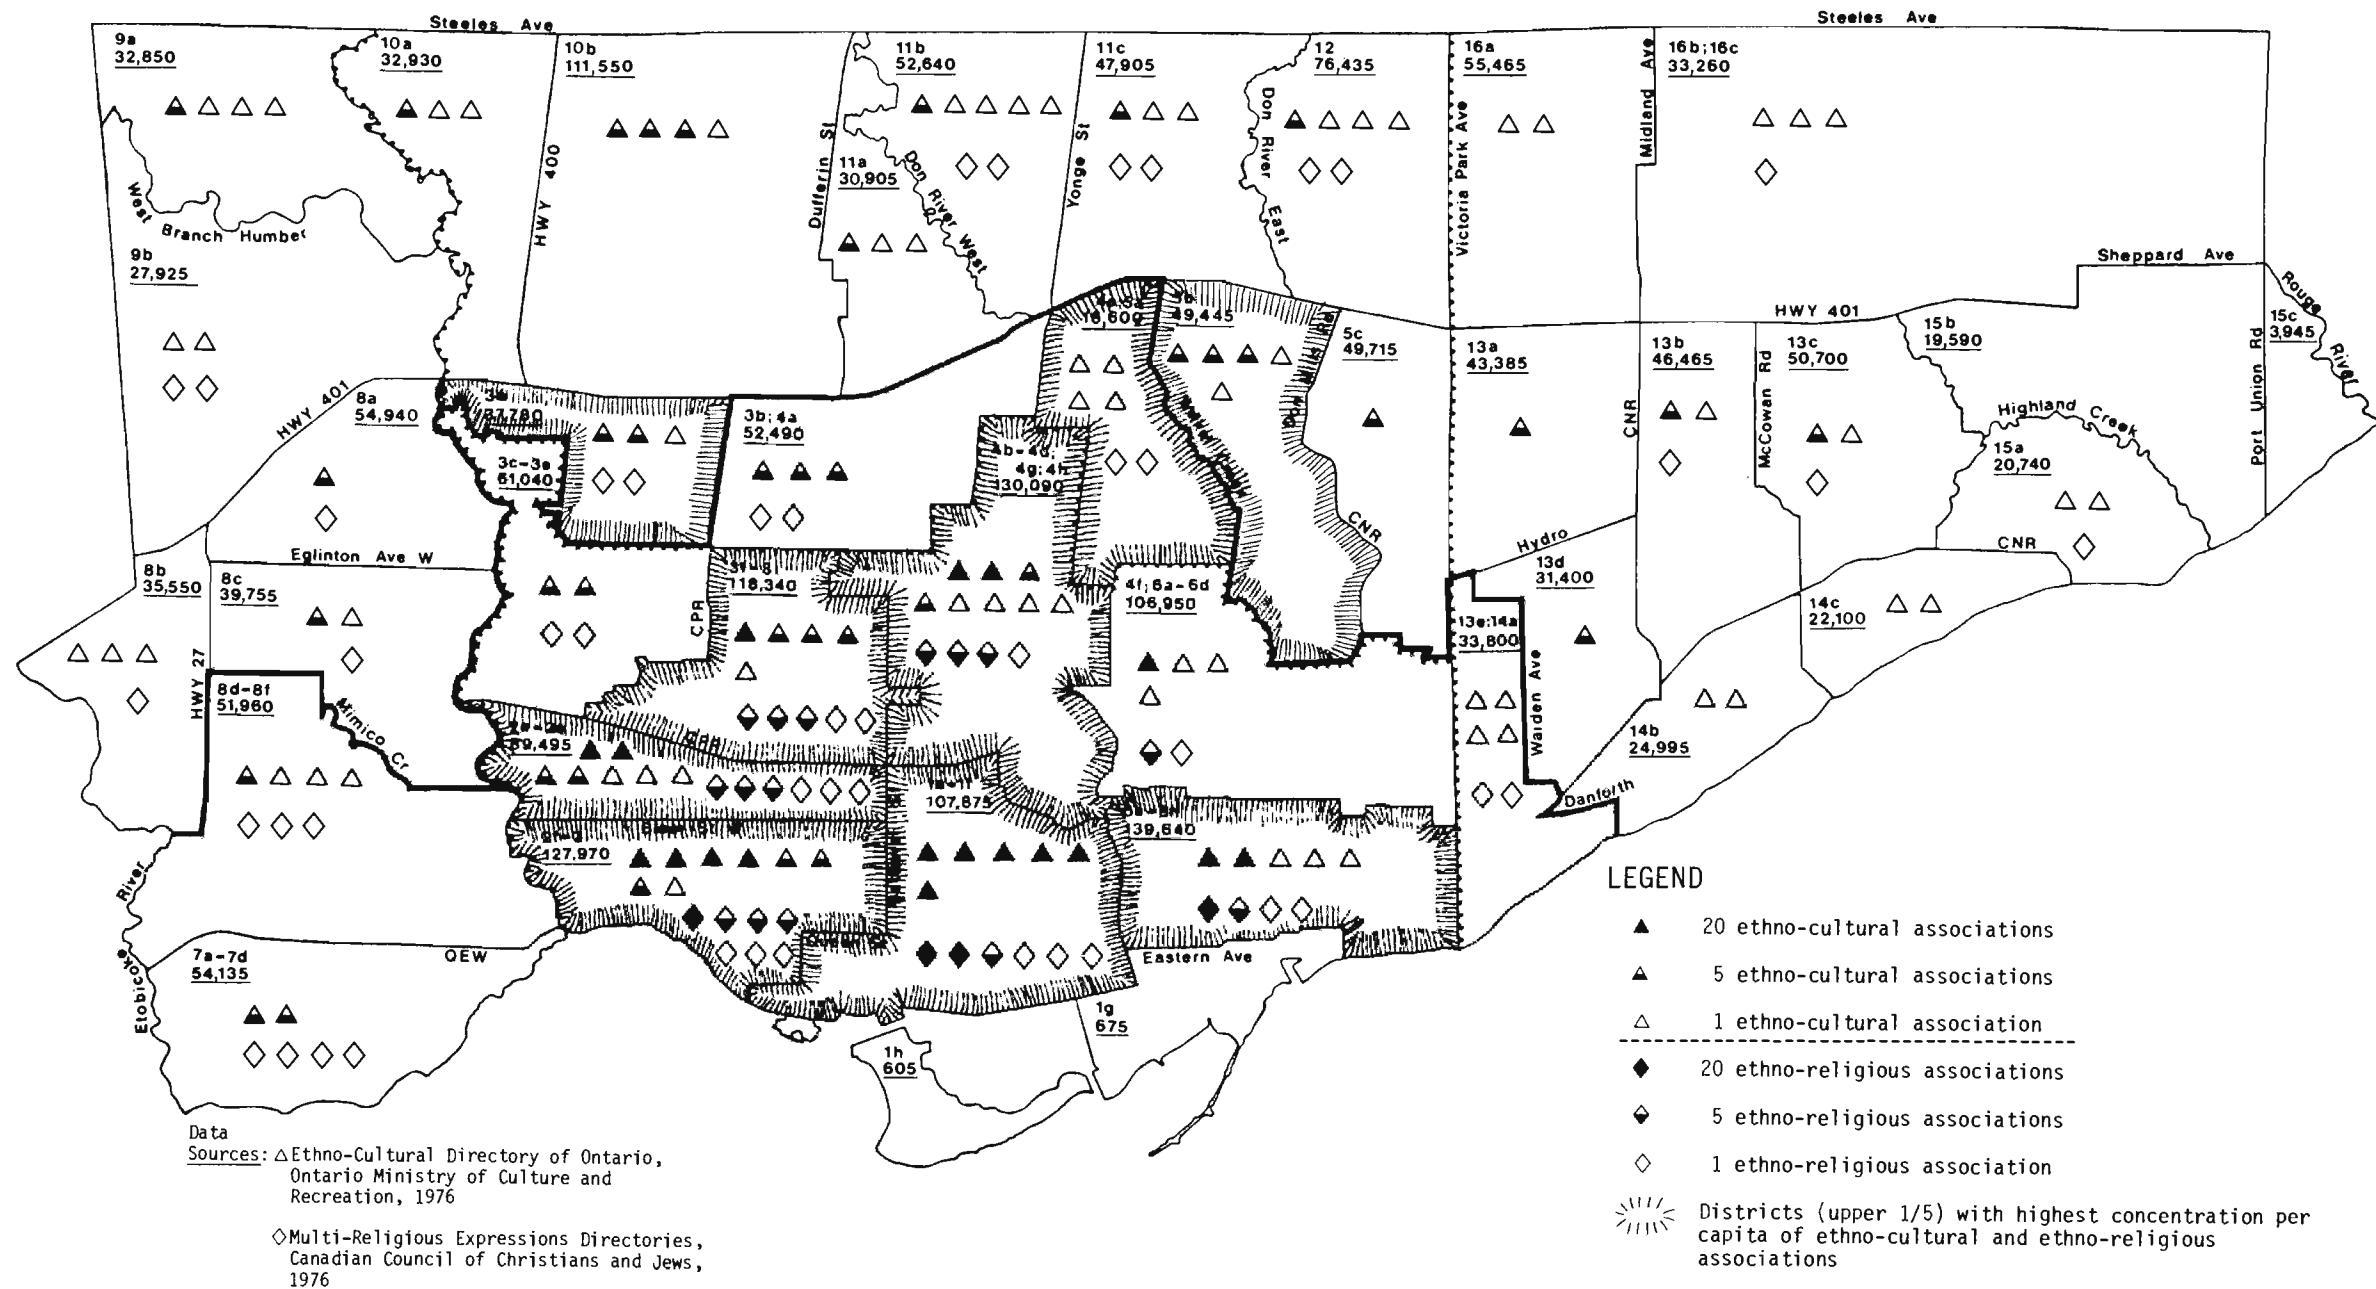 Steeles Ave
Steeles Ave
9a
32,850
10a
32,930
10b
111,550
11b
52,640
11c
47,905
12
76,435
16a
55,465
16b;16c
33,260
Midland Ave
Victoria Park Ave
Don River East
Yonge St
Dufferin St
HWY 400
11a
30,905
Don River West
West Branch Humber
9b
27,925
Sheppard Ave
Rouge River
HWY 401
15c
3,945
Port Union Rd
49,445
5c
49,715
13a
43,385
13b
46,465
13c
50,700
15b
19,590
McCowan Rd
CNR
Highland Creek
15a
20,740
HWY 401
8a
54,940
3b; 4a
52,490
3c-3e
61,040
4g; 4h
130,090
CNR
Hydro
CNR
Eglinton Ave W
8b
35,550
8c
39,755
118,340
CPR
4f; 6a-6d
106,950
13d
31,400
13e;14a
33,800
14c
22,100
HWY 27
8d-8f
51,960
Mimico Cr
Warden Ave
14b
24,995
Danforth
CPR
107,875
139,640
127,970
River
Etobicoke
QEW
7a-7d
54,135
Eastern Ave
1g
675
1h
605
LEGEND
20 ethno-cultural associations
5 ethno-cultural associations
1 ethno-cultural association
20 ethno-religious associations
5 ethno-religious associations
1 ethno-religious association
Districts (upper 1/5) with highest concentration per
capita of ethno-cultural and ethno-religious
associations
Data
Sources: Ethno-Cultural Directory of Ontario,
Ontario Ministry of Culture and
Recreation, 1976
Multi-Religious Expressions Directories,
Canadian Council of Christians and Jews,
1976